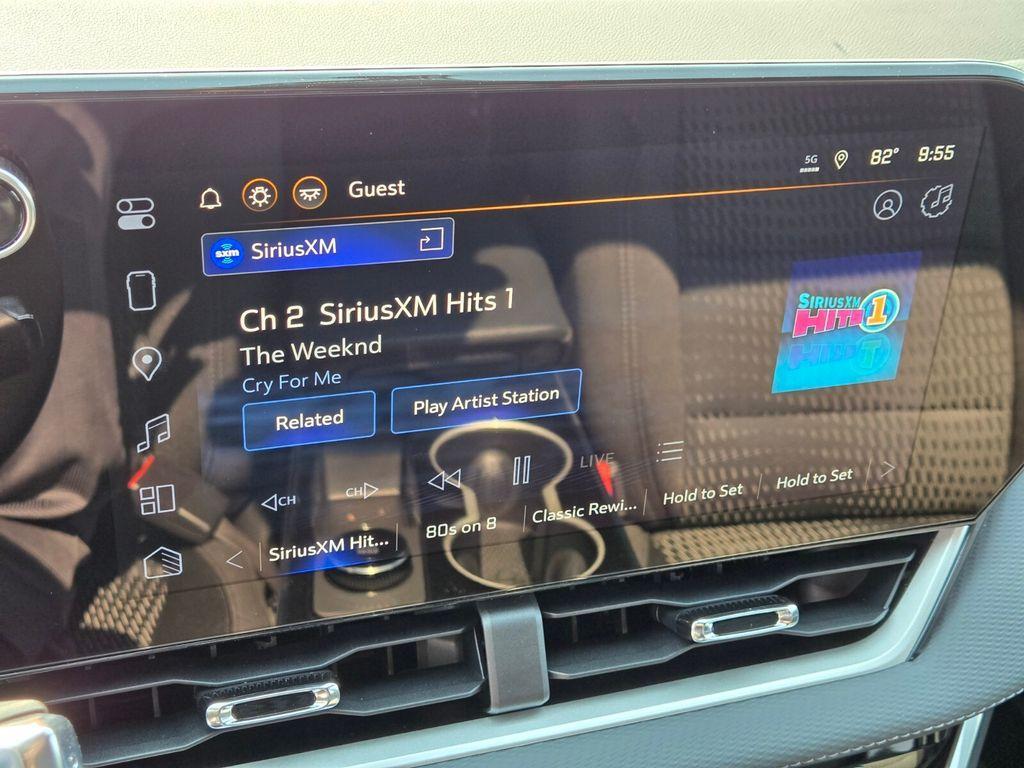 5G 82° 9:55
Guest
sxm SiriusXM
Ch 2 SiriusXM Hits 1
The Weeknd
Cry For Me
SIRIUSXM
HITS 1
Related
Play Artist Station
CH
CH
LIVE
SiriusXM Hit...
80s on 8
Classic Rewi...
Hold to Set
Hold to Set